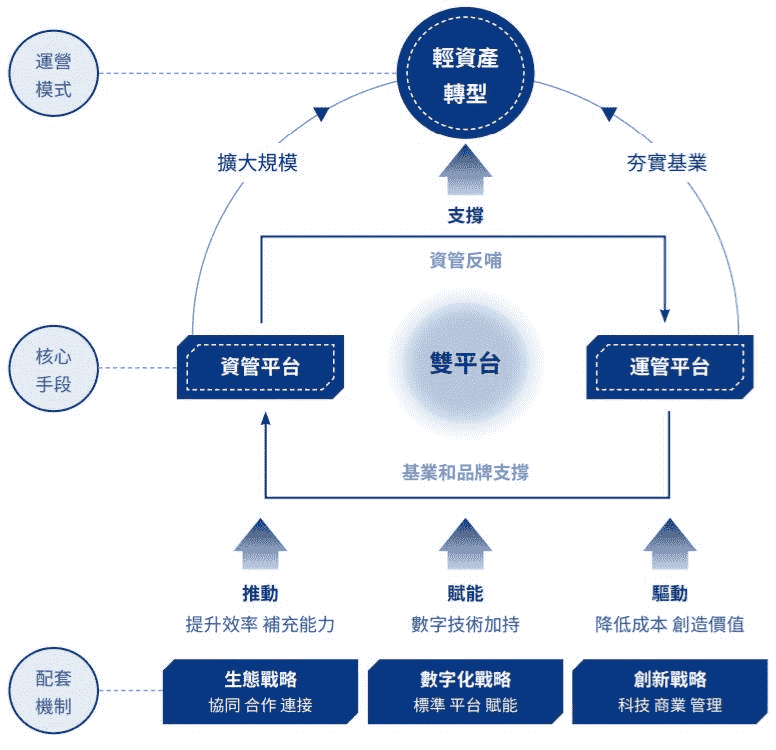 運營
模式
輕資產
轉型
擴大規模
夯實基業
支撐
資管反哺
核心
手段
資管平台
雙平台
運管平台
基業和品牌支撐
推動
賦能
驅動
提升效率 補充能力
數字技術加持
降低成本 創造價值
配套
機制
生態戰略
協同 合作 連接
數字化戰略
標準 平台 賦能
創新戰略
科技 商業 管理